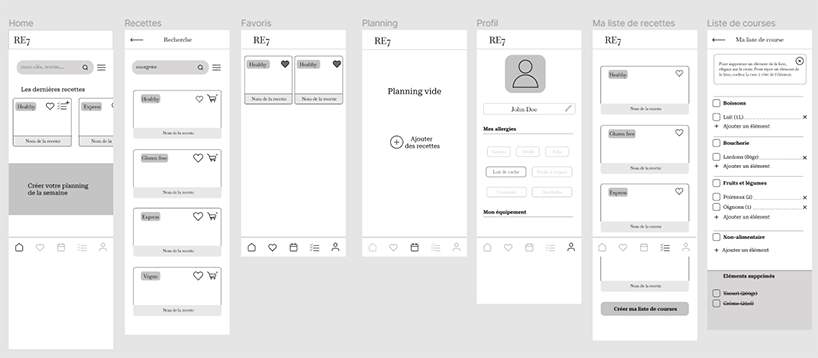 Home
RE7
Les dernières recettes
Healthy
Express
Nom de la recette
Nom
Créer votre planning
de la semaine
Recettes
Recherche
Healthy
Nom de la recette
Gluten free
Nom de la recette
Express
Nom de la recette
Vegan
Nom de la recette
Favoris
RE7
Healthy
Healthy
Nom de la recette
Nom de la recette
Planning
RE7
Planning vide
Ajouter
des recettes
Profil
RE7
John Doe
Mes allergies
Lait de vache
Mon équipement
Ma liste de recettes
RE7
Healthy
Nom de la recette
Gluten free
Nom de la recette
Express
Nom de la recette
Nom de la recette
Créer ma liste de courses
Liste de courses
Ma liste de course
Pour supprimer un élément de la liste,
cliquez sur la croix. Pour rayer un élément de
la liste, cochez la case à côté de l'élément.
Boissons
Lait (1L)
Ajouter un élément
Boucherie
Lardons (80gr)
Ajouter un élément
Fruits et légumes
Poireaux (2)
Oignons (1)
Ajouter un élément
Non-alimentaire
Ajouter un élément
Eléments supprimés